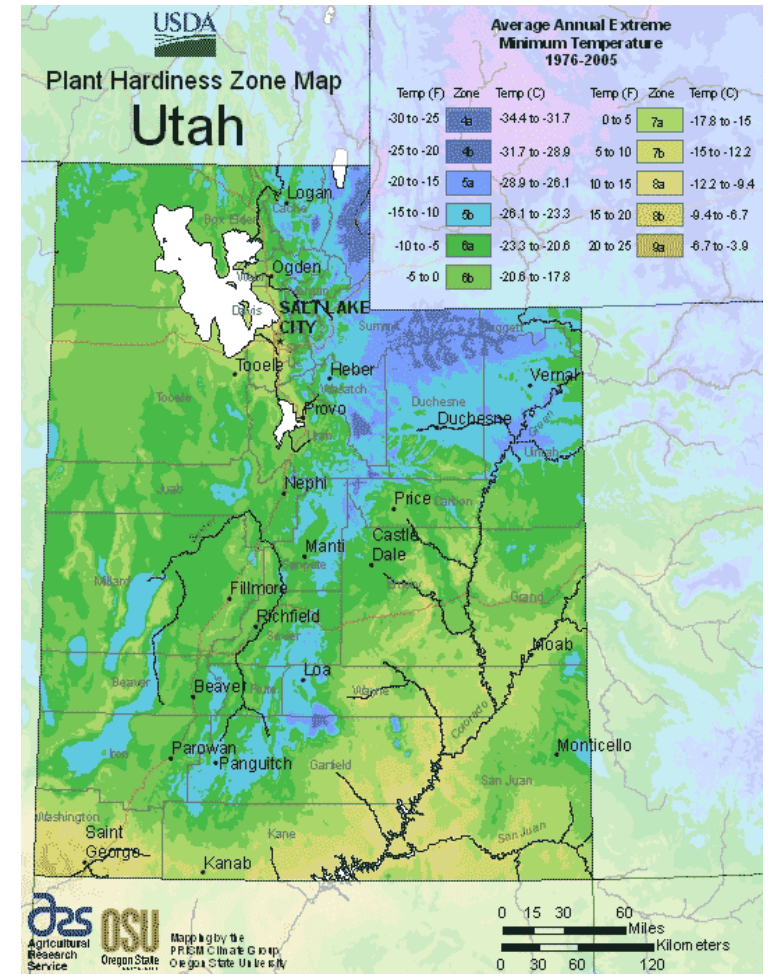 USDA
Plant Hardiness Zone Map
Utah
Average Annual Extreme
Minimum Temperature
1976-2005
Temp (F) Zone Temp (C)
-30 to -25 4a -34.4 to -31.7
-25 to -20 4b -31.7 to -28.9
-20 to -15 5a -28.9 to -26.1
-15 to -10 5b -26.1 to -23.3
-10 to -5 6a -23.3 to -20.6
-5 to 0 6b -20.6 to -17.8
Temp (F) Zone Temp (C)
0 to 5 7a -17.8 to -15
5 to 10 7b -15 to -12.2
10 to 15 8a -12.2 to -9.4
15 to 20 8b -9.4 to -6.7
20 to 25 9a -6.7 to -3.9
Logan
Cache
Box Elder
Ogden
Weber
Morgan
Davis
SALT LAKE
CITY
Summit
Daggett
Tooele
Heber
Wasatch
Vernal
Tooele
Provo
Duchesne
Duchesne
Green
Utah
Uintah
Nephi
Juab
Price
Carbon
Castle
Dale
Manti
Sanpete
Millard
Fillmore
Emery
Grand
Richfield
Sevier
Moab
Loa
Beaver
Beaver
Piute
Wayne
Colorado
Parowan
Iron
Panguitch
Garfield
Monticello
San Juan
Washington
Saint
George
Kane
Kanab
San Juan
ars
Agricultural
Research
Service
OSU
Oregon State
Mapping by the
PRISM Climate Group,
Oregon State University
0 15 30 60
Miles
Kilometers
0 30 60 120